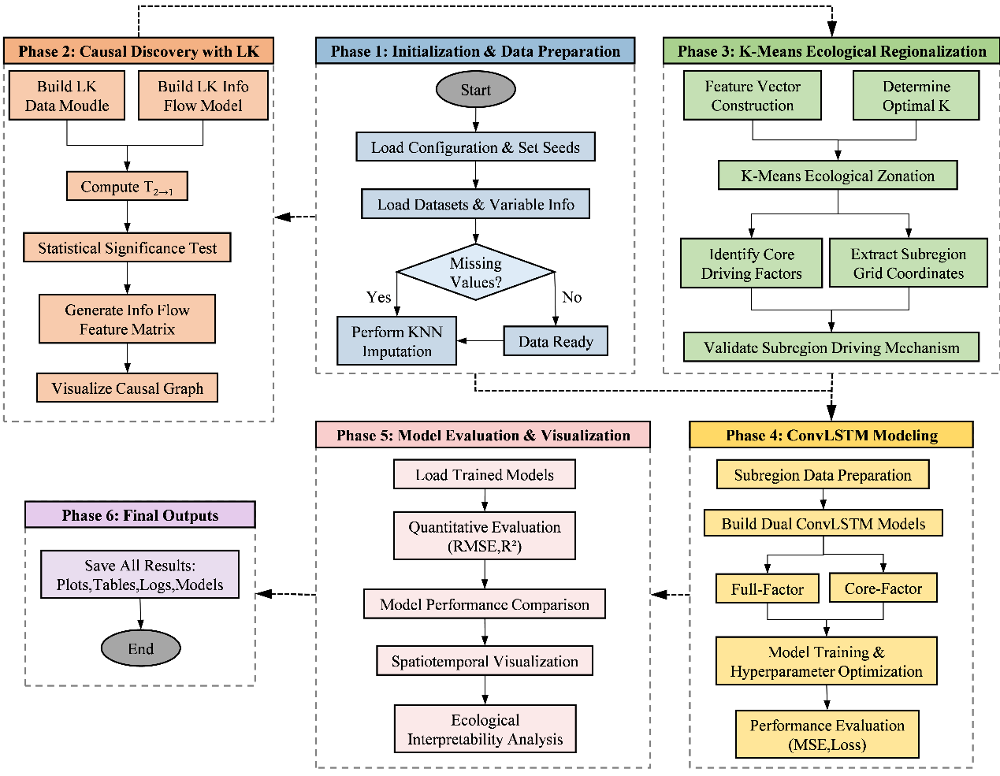 Phase 2: Causal Discovery with LK
Build LK
Data Moudle
Build LK Info
Flow Model
Compute T₂→₁
Statistical Significance Test
Generate Info Flow
Feature Matrix
Visualize Causal Graph
Phase 1: Initialization & Data Preparation
Start
Load Configuration & Set Seeds
Load Datasets & Variable Info
Missing
Values?
Yes
No
Perform KNN
Imputation
Data Ready
Phase 3: K-Means Ecological Regionalization
Feature Vector
Construction
Determine
Optimal K
K-Means Ecological Zonation
Identify Core
Driving Factors
Extract Subregion
Grid Coordinates
Validate Subregion Driving Mechanism
Phase 4: ConvLSTM Modeling
Subregion Data Preparation
Build Dual ConvLSTM Models
Full-Factor
Core-Factor
Model Training &
Hyperparameter Optimization
Performance Evaluation
(MSE,Loss)
Phase 5: Model Evaluation & Visualization
Load Trained Models
Quantitative Evaluation
(RMSE,R²)
Model Performance Comparison
Spatiotemporal Visualization
Ecological
Interpretability Analysis
Phase 6: Final Outputs
Save All Results:
Plots,Tables,Logs,Models
End